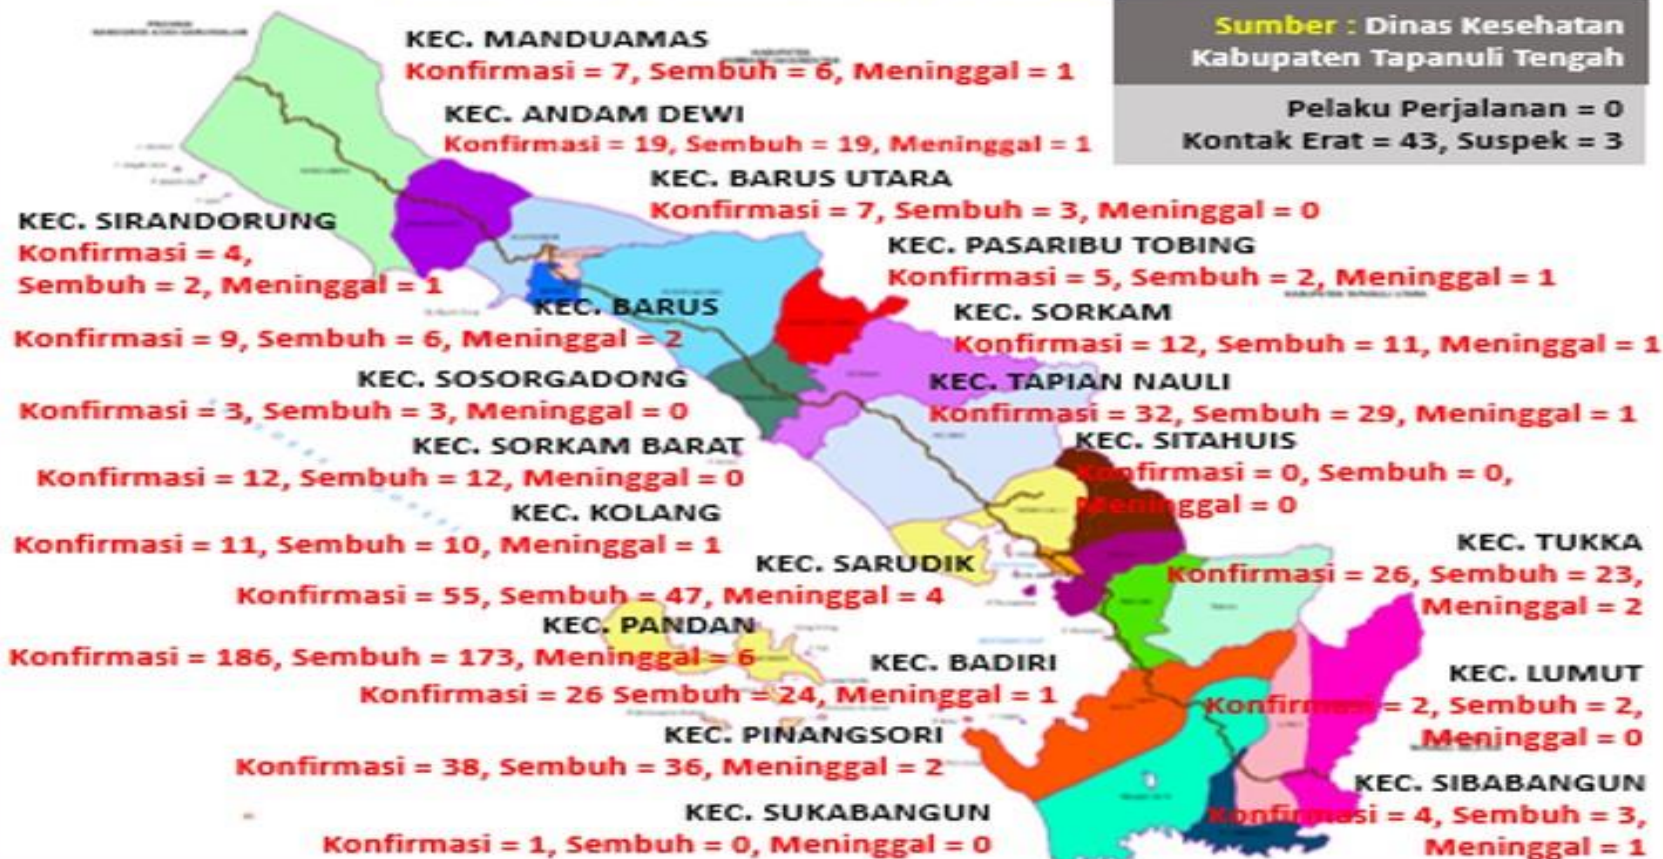 Sumber : Dinas Kesehatan
Kabupaten Tapanuli Tengah
Pelaku Perjalanan = 0
Kontak Erat = 43, Suspek = 3
KEC. MANDUAMAS
Konfirmasi = 7, Sembuh = 6, Meninggal = 1
KEC. ANDAM DEWI
Konfirmasi = 19, Sembuh = 19, Meninggal = 1
KEC. BARUS UTARA
Konfirmasi = 7, Sembuh = 3, Meninggal = 0
KEC. SIRANDORUNG
Konfirmasi = 4,
Sembuh = 2, Meninggal = 1
KEC. PASARIBU TOBING
Konfirmasi = 5, Sembuh = 2, Meninggal = 1
KEC. BARUS
Konfirmasi = 9, Sembuh = 6, Meninggal = 2
KEC. SORKAM
Konfirmasi = 12, Sembuh = 11, Meninggal = 1
KEC. SOSORGADONG
Konfirmasi = 3, Sembuh = 3, Meninggal = 0
KEC. TAPIAN NAULI
Konfirmasi = 32, Sembuh = 29, Meninggal = 1
KEC. SORKAM BARAT
Konfirmasi = 12, Sembuh = 12, Meninggal = 0
KEC. SITAHUIS
Konfirmasi = 0, Sembuh = 0,
Meninggal = 0
KEC. KOLANG
Konfirmasi = 11, Sembuh = 10, Meninggal = 1
KEC. SARUDIK
Konfirmasi = 55, Sembuh = 47, Meninggal = 4
KEC. TUKKA
Konfirmasi = 26, Sembuh = 23,
Meninggal = 2
KEC. PANDAN
Konfirmasi = 186, Sembuh = 173, Meninggal = 6
KEC. BADIRI
Konfirmasi = 26 Sembuh = 24, Meninggal = 1
KEC. LUMUT
Konfirmasi = 2, Sembuh = 2,
Meninggal = 0
KEC. PINANGSORI
Konfirmasi = 38, Sembuh = 36, Meninggal = 2
KEC. SIBABANGUN
Konfirmasi = 4, Sembuh = 3,
Meninggal = 1
KEC. SUKABANGUN
Konfirmasi = 1, Sembuh = 0, Meninggal = 0